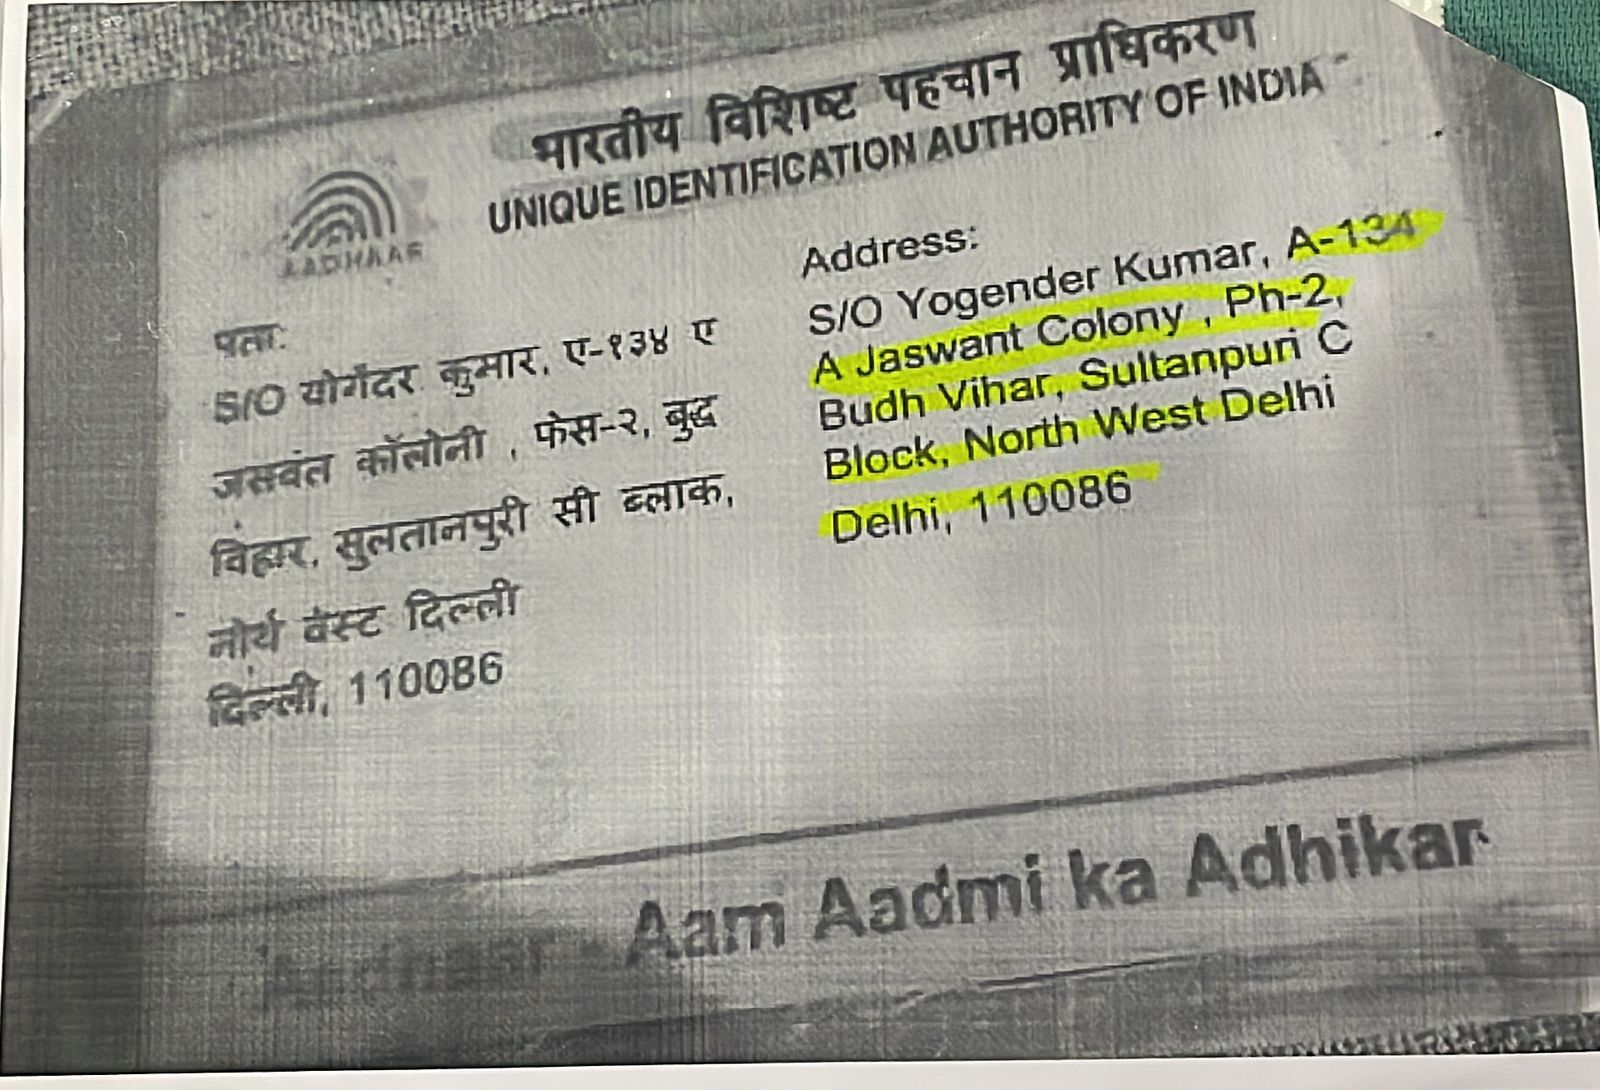 भारतीय विशिष्ट पहचान प्राधिकरण
UNIQUE IDENTIFICATION AUTHORITY OF INDIA
AADHAAR
पता:
S/O योगेंदर कुमार, ए-१३४ ए
जसवंत कॉलोनी , फेस-२, बुद्ध
विहार, सुलतानपुरी सी ब्लाक,
नोर्थ वेस्ट दिल्ली
दिल्ली, 110086
Address:
S/O Yogender Kumar, A-134
A Jaswant Colony , Ph-2,
Budh Vihar, Sultanpuri C
Block, North West Delhi
Delhi, 110086
Aam Aadmi ka Adhikar